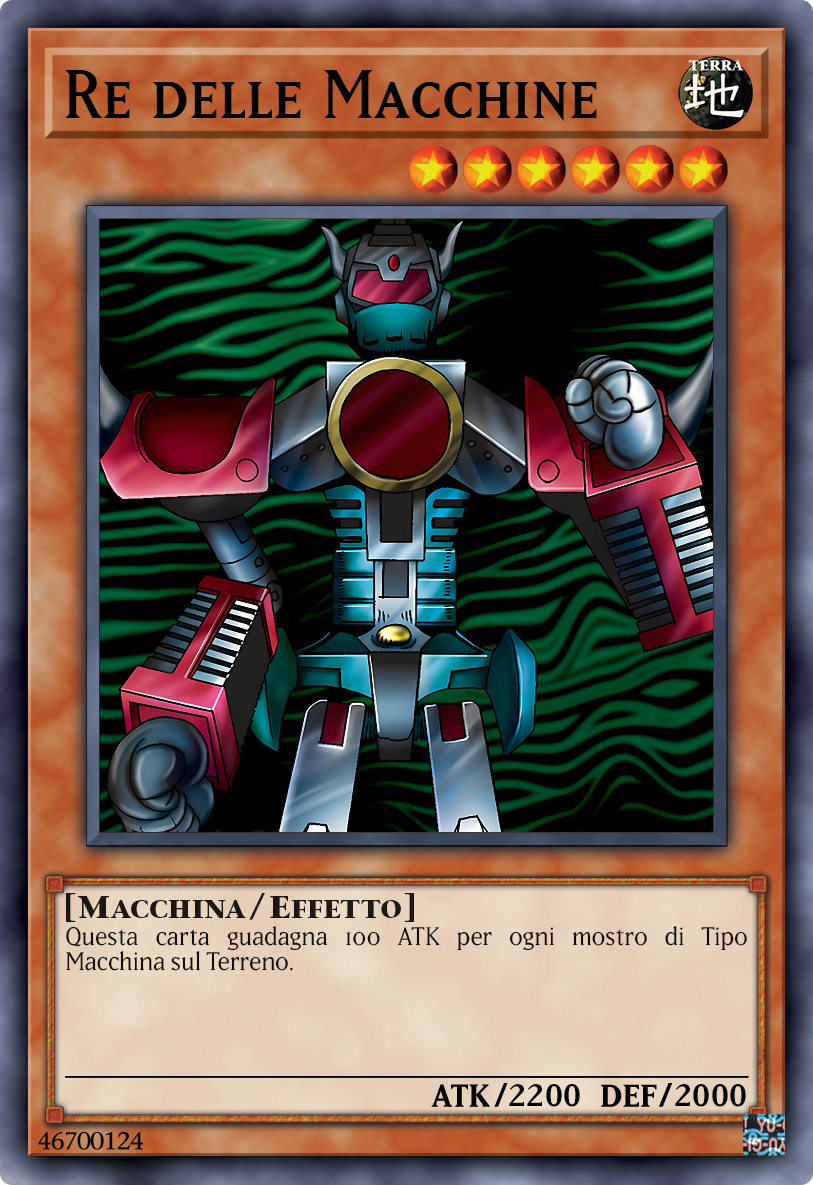 Re delle Macchine
TERRA
地
[Macchina/Effetto]
Questa carta guadagna 100 ATK per ogni mostro di Tipo
Macchina sul Terreno.
ATK/2200 DEF/2000
46700124